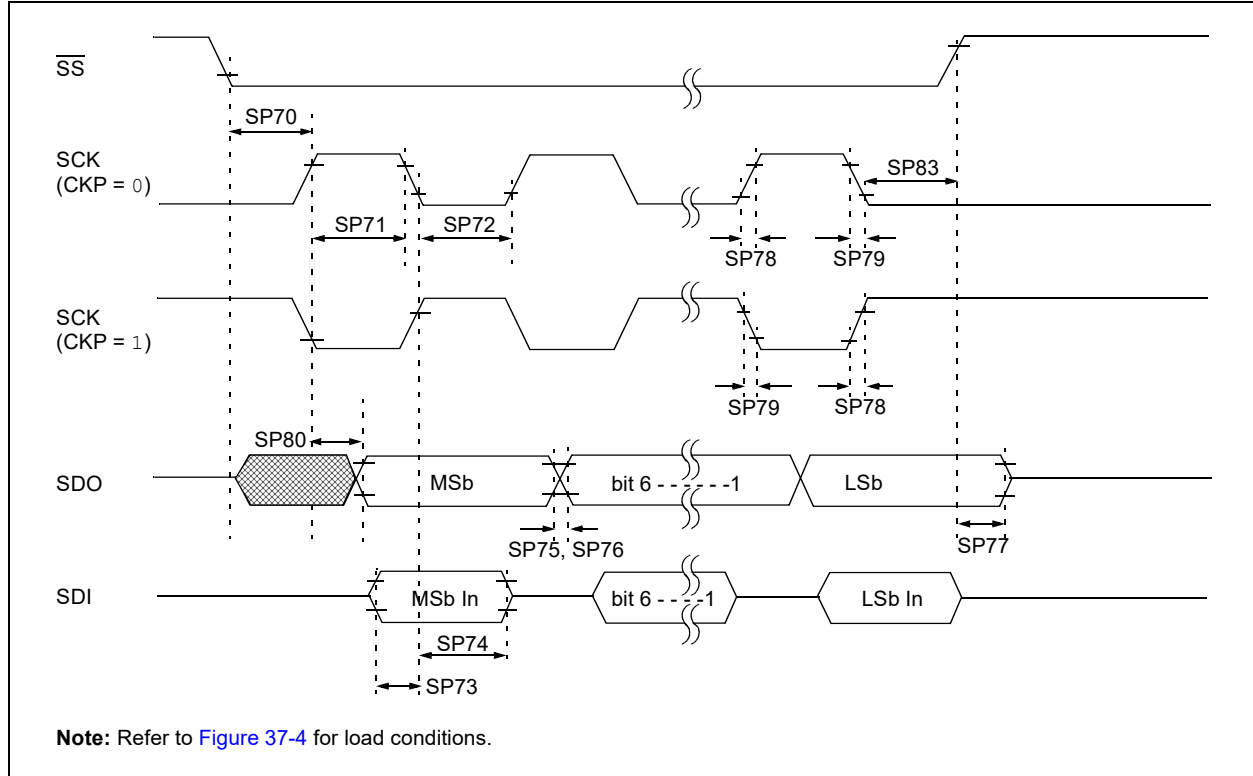 SS
SP70
SCK
(CKP = 0)
SP83
SP71
SP72
SP78
SP79
SCK
(CKP = 1)
SP79
SP78
SP80
SDO
MSb
bit 6 - - - - - - -1
LSb
SP75, SP76
SP77
SDI
MSb In
bit 6 - - - - - -1
LSb In
SP74
SP73
Note: Refer to Figure 37-4 for load conditions.